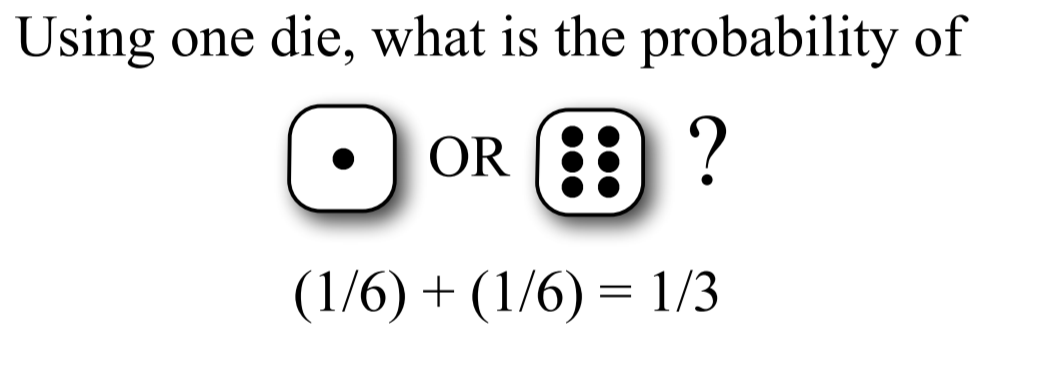 Using one die, what is the probability of
OR ?
(1/6) + (1/6) = 1/3